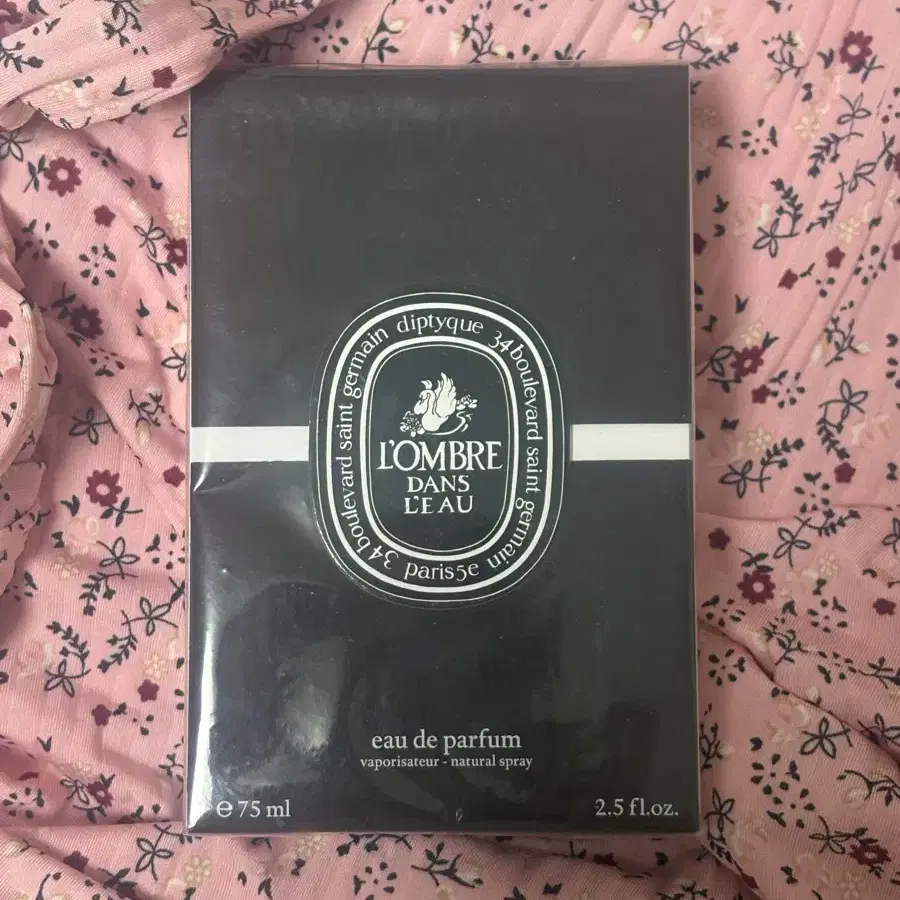 34 boulevard saint germain diptyque 34 boulevard saint germain paris 5e
L'OMBRE
DANS
L'EAU
eau de parfum
vaporisateur - natural spray
℮ 75 ml
2.5 fl.oz.